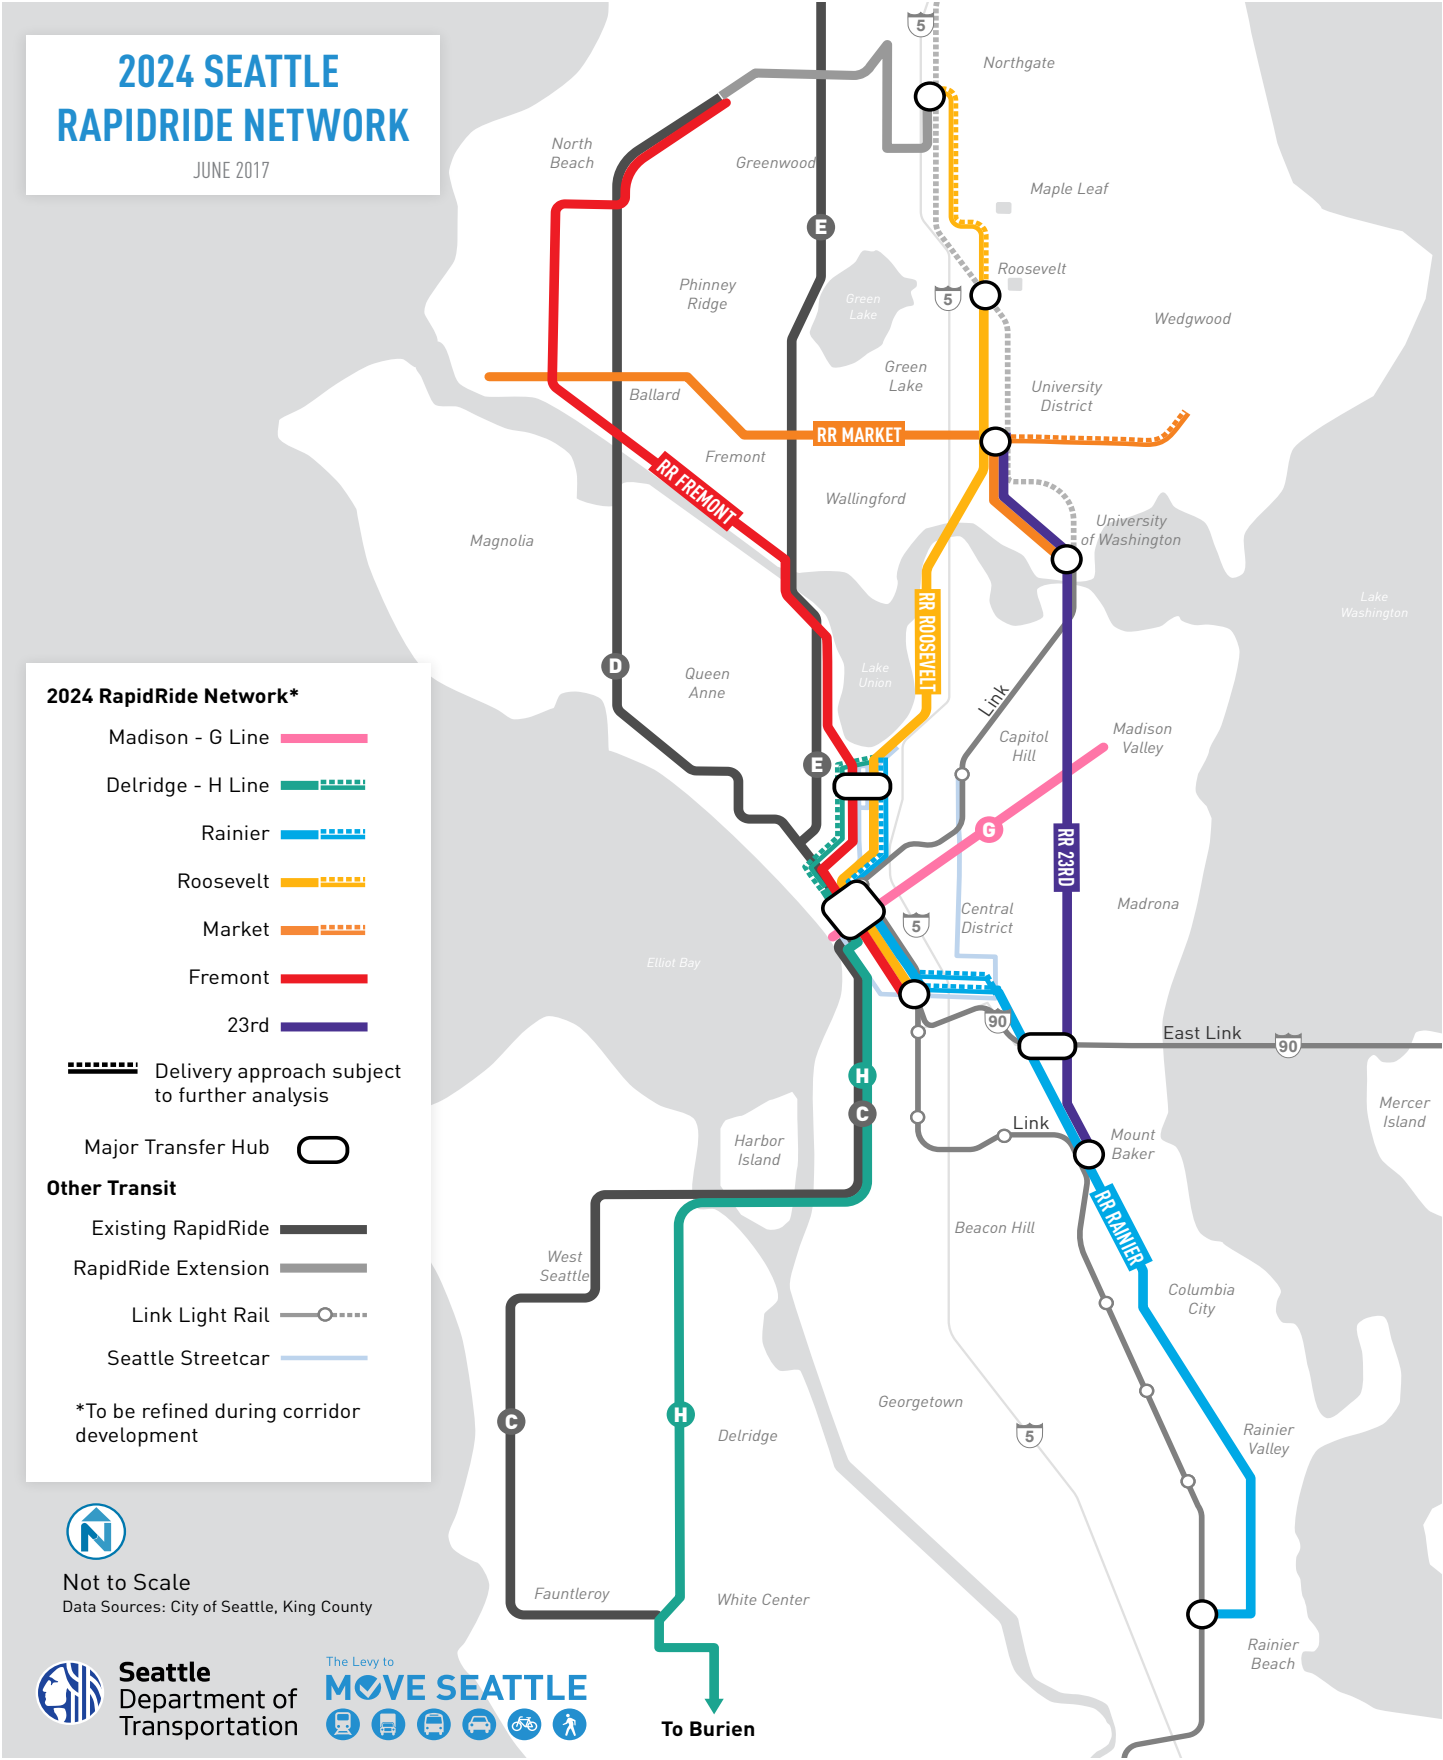 2024 SEATTLE
RAPIDRIDE NETWORK
JUNE 2017
5
Northgate
North
Beach
Greenwood
Maple Leaf
E
Roosevelt
Phinney
Ridge
Green
Lake
5
Wedgwood
Green
Lake
University
District
Ballard
RR MARKET
Fremont
RR FREMONT
Wallingford
Magnolia
University
of Washington
Lake
Washington
RR ROOSEVELT
D
Queen
Anne
Lake
Union
Link
Capitol
Hill
Madison
Valley
E
G
RR 23RD
Madrona
Central
District
5
Elliot Bay
90
East Link
90
H
C
Link
Mercer
Island
Mount
Baker
Harbor
Island
RR RAINIER
Beacon Hill
West
Seattle
Columbia
City
Georgetown
C
H
Delridge
5
Rainier
Valley
Fauntleroy
White Center
Rainier
Beach
To Burien
2024 RapidRide Network*
Madison - G Line
Delridge - H Line
Rainier
Roosevelt
Market
Fremont
23rd
Delivery approach subject
to further analysis
Major Transfer Hub
Other Transit
Existing RapidRide
RapidRide Extension
Link Light Rail
Seattle Streetcar
*To be refined during corridor
development
N
Not to Scale
Data Sources: City of Seattle, King County
Seattle
Department of
Transportation
The Levy to
MOVE SEATTLE